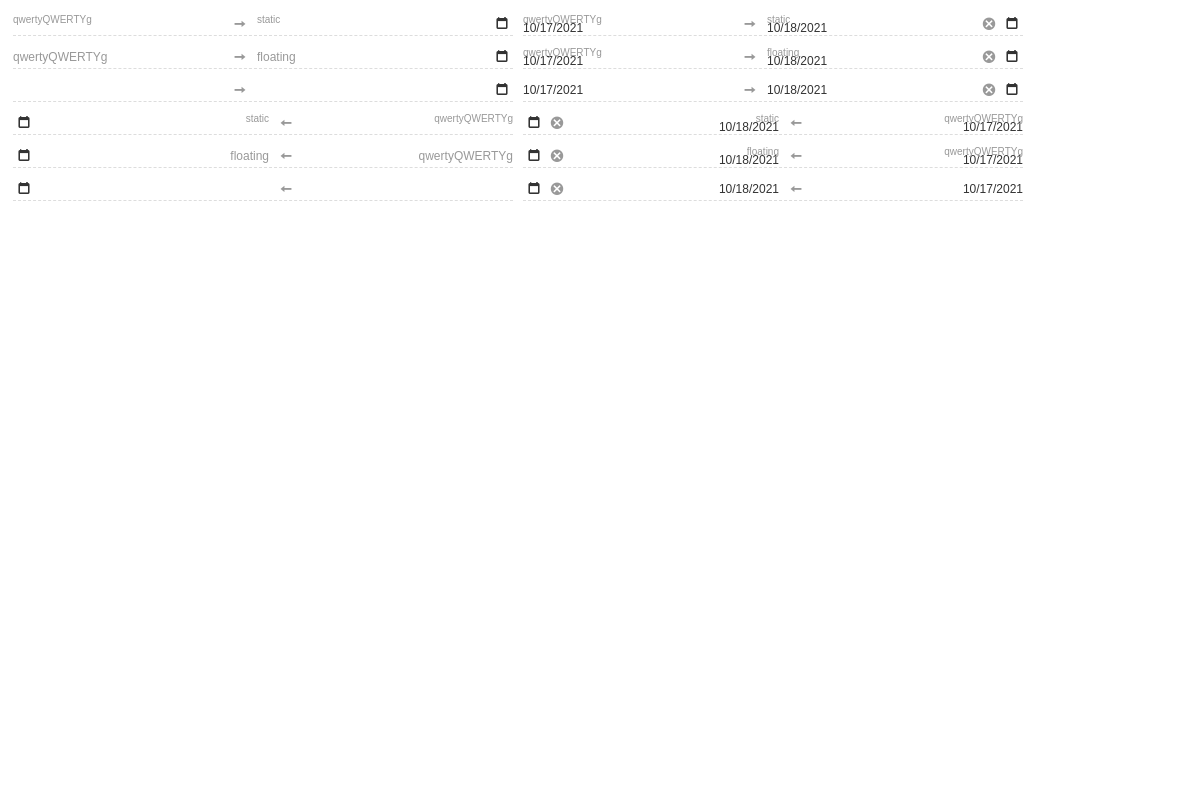 qwertyQWERTYg static qwertyQWERTYg static
10/17/2021 10/18/2021
qwertyQWERTYg floating qwertyQWERTYg floating
10/17/2021 10/18/2021
10/17/2021 10/18/2021
static qwertyQWERTYg static qwertyQWERTYg
10/18/2021 10/17/2021
floating qwertyQWERTYg floating qwertyQWERTYg
10/18/2021 10/17/2021
10/18/2021 10/17/2021